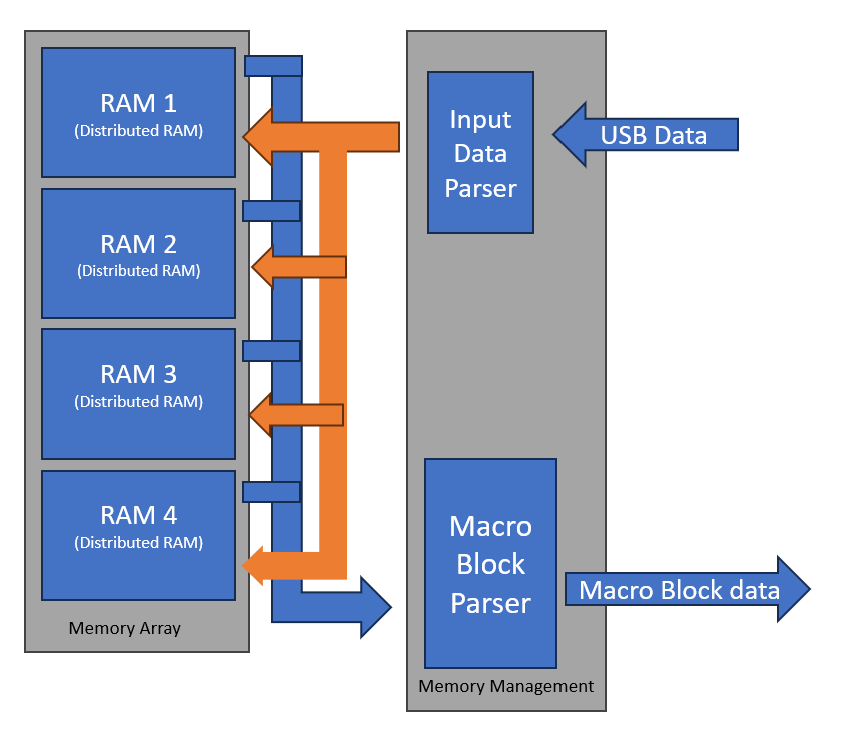 RAM 1
(Distributed RAM)
RAM 2
(Distributed RAM)
RAM 3
(Distributed RAM)
RAM 4
(Distributed RAM)
Memory Array
Input
Data
Parser
USB Data
Macro
Block
Parser
Macro Block data
Memory Management